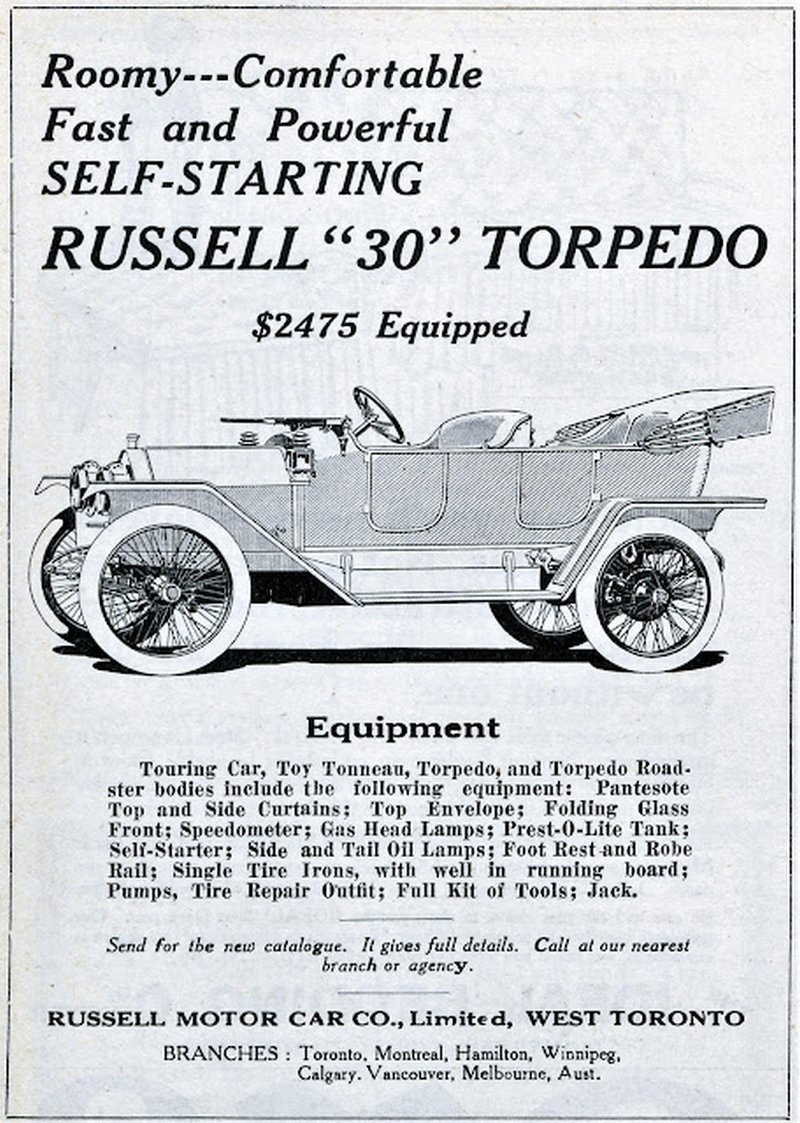 Roomy---Comfortable
Fast and Powerful
SELF-STARTING
RUSSELL "30" TORPEDO
$2475 Equipped
Equipment
Touring Car, Toy Tonneau, Torpedo, and Torpedo Road-
ster bodies include the following equipment: Pantesote
Top and Side Curtains; Top Envelope; Folding Glass
Front; Speedometer; Gas Head Lamps; Prest-O-Lite Tank;
Self-Starter; Side and Tail Oil Lamps; Foot Rest and Robe
Rail; Single Tire Irons, with well in running board;
Pumps, Tire Repair Outfit; Full Kit of Tools; Jack.
Send for the new catalogue. It gives full details. Call at our nearest
branch or agency.
RUSSELL MOTOR CAR CO., Limited, WEST TORONTO
BRANCHES : Toronto, Montreal, Hamilton, Winnipeg,
Calgary. Vancouver, Melbourne, Aust.